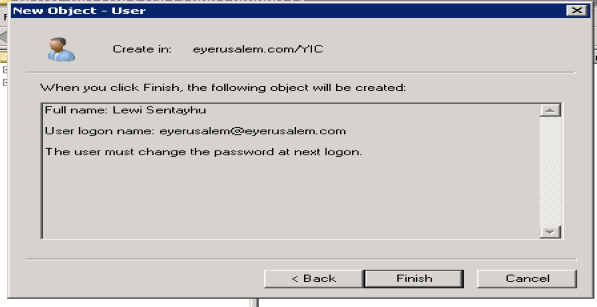 New Object - User
Create in: eyerusalem.com/YIC
When you click Finish, the following object will be created:
Full name: Lewi Sentayhu
User logon name: eyerusalem@eyerusalem.com
The user must change the password at next logon.
< Back Finish Cancel